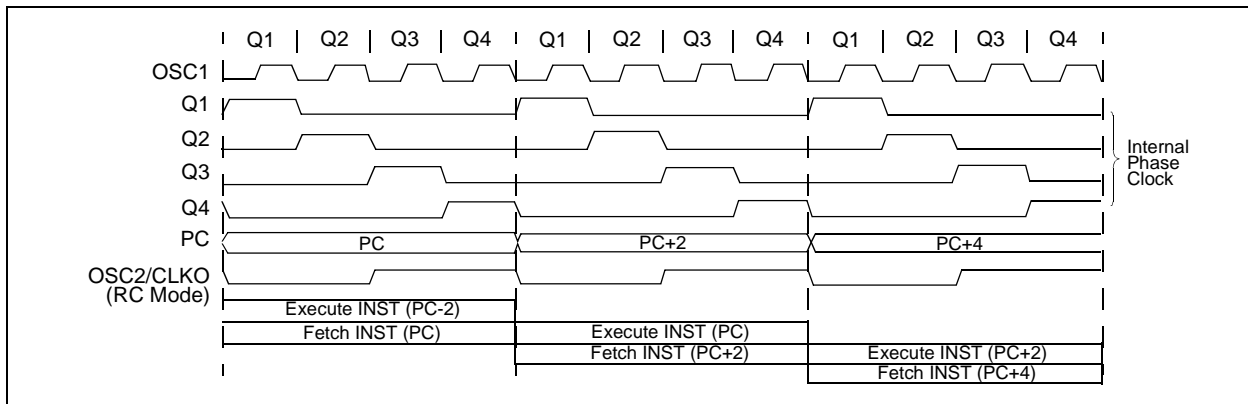 Q1 Q2 Q3 Q4 Q1 Q2 Q3 Q4 Q1 Q2 Q3 Q4
OSC1
Q1
Q2
Q3
Q4
Internal
Phase
Clock
PC PC PC+2 PC+4
OSC2/CLKO
(RC Mode)
Execute INST (PC-2)
Fetch INST (PC) Execute INST (PC)
Fetch INST (PC+2) Execute INST (PC+2)
Fetch INST (PC+4)